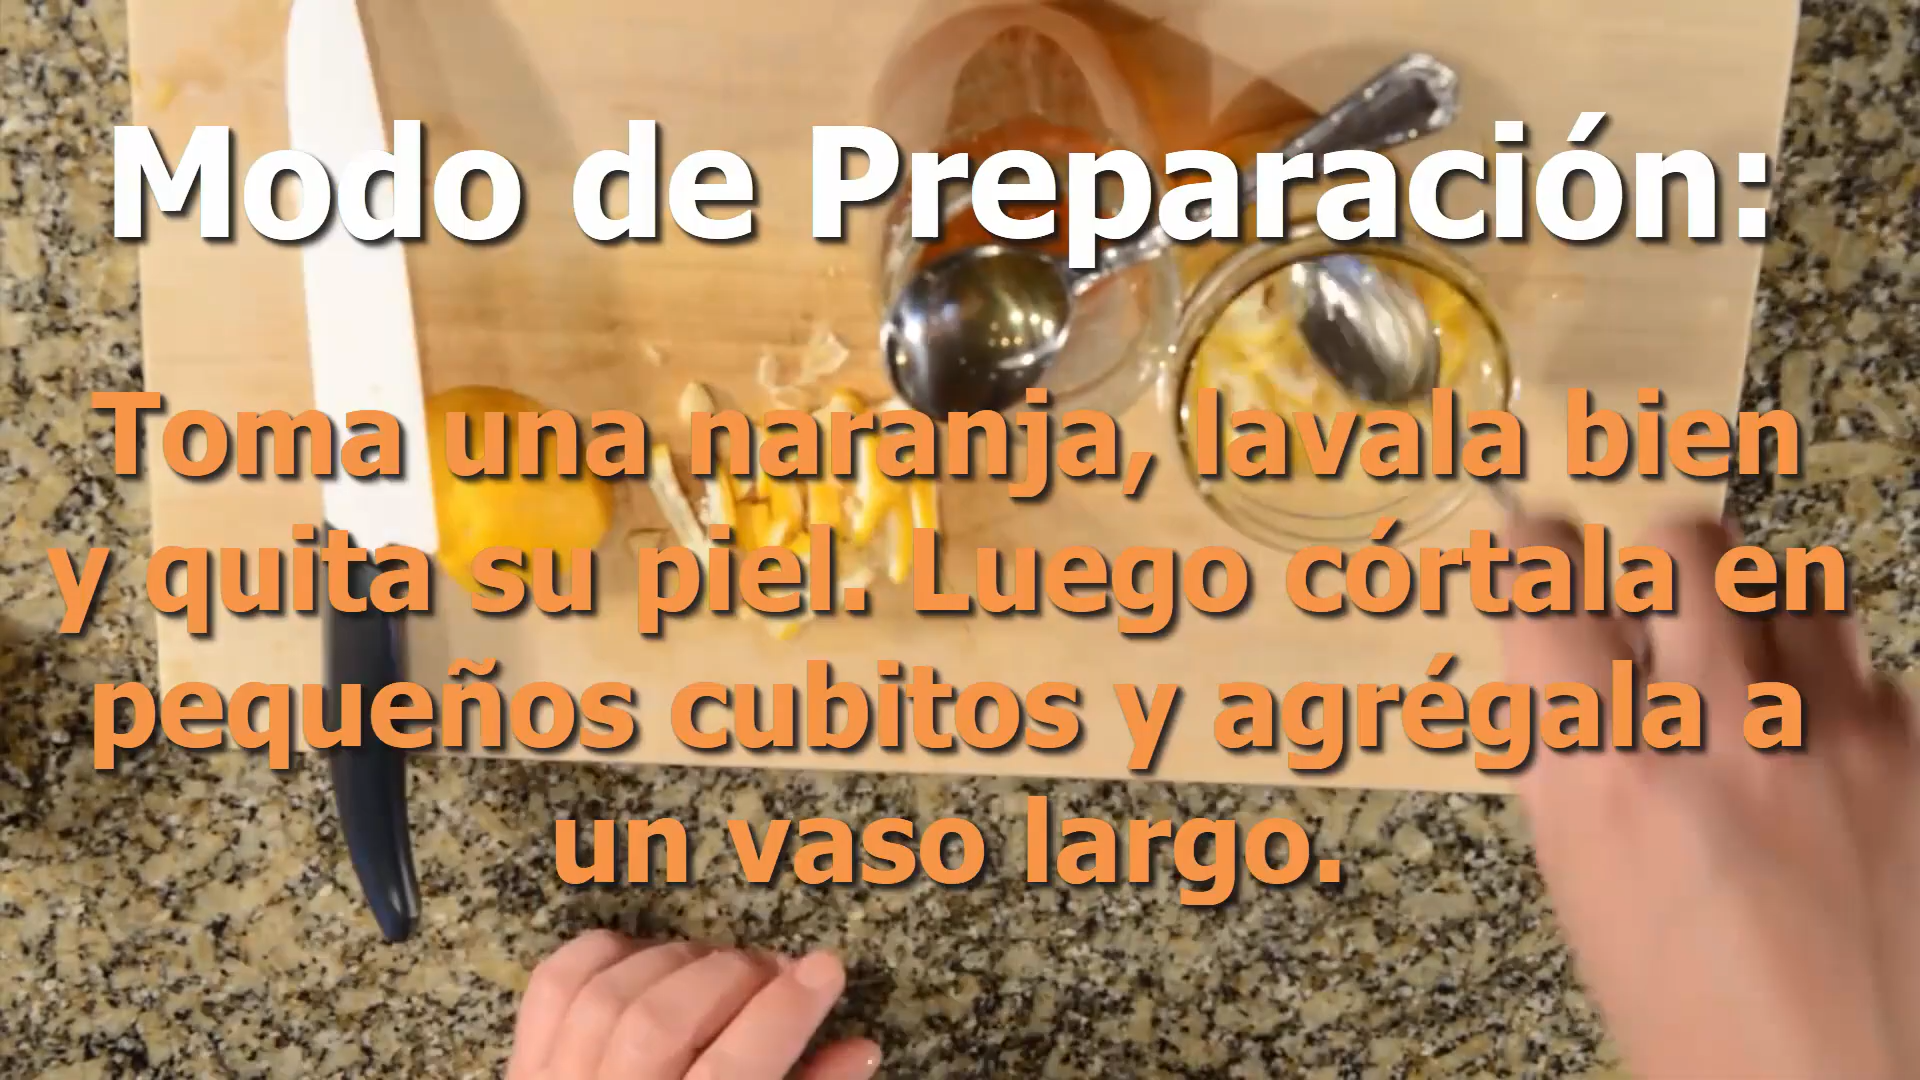 Modo de Preparación:
Toma una naranja, lavala bien
y quita su piel. Luego córtala en
pequeños cubitos y agrégala a
un vaso largo.